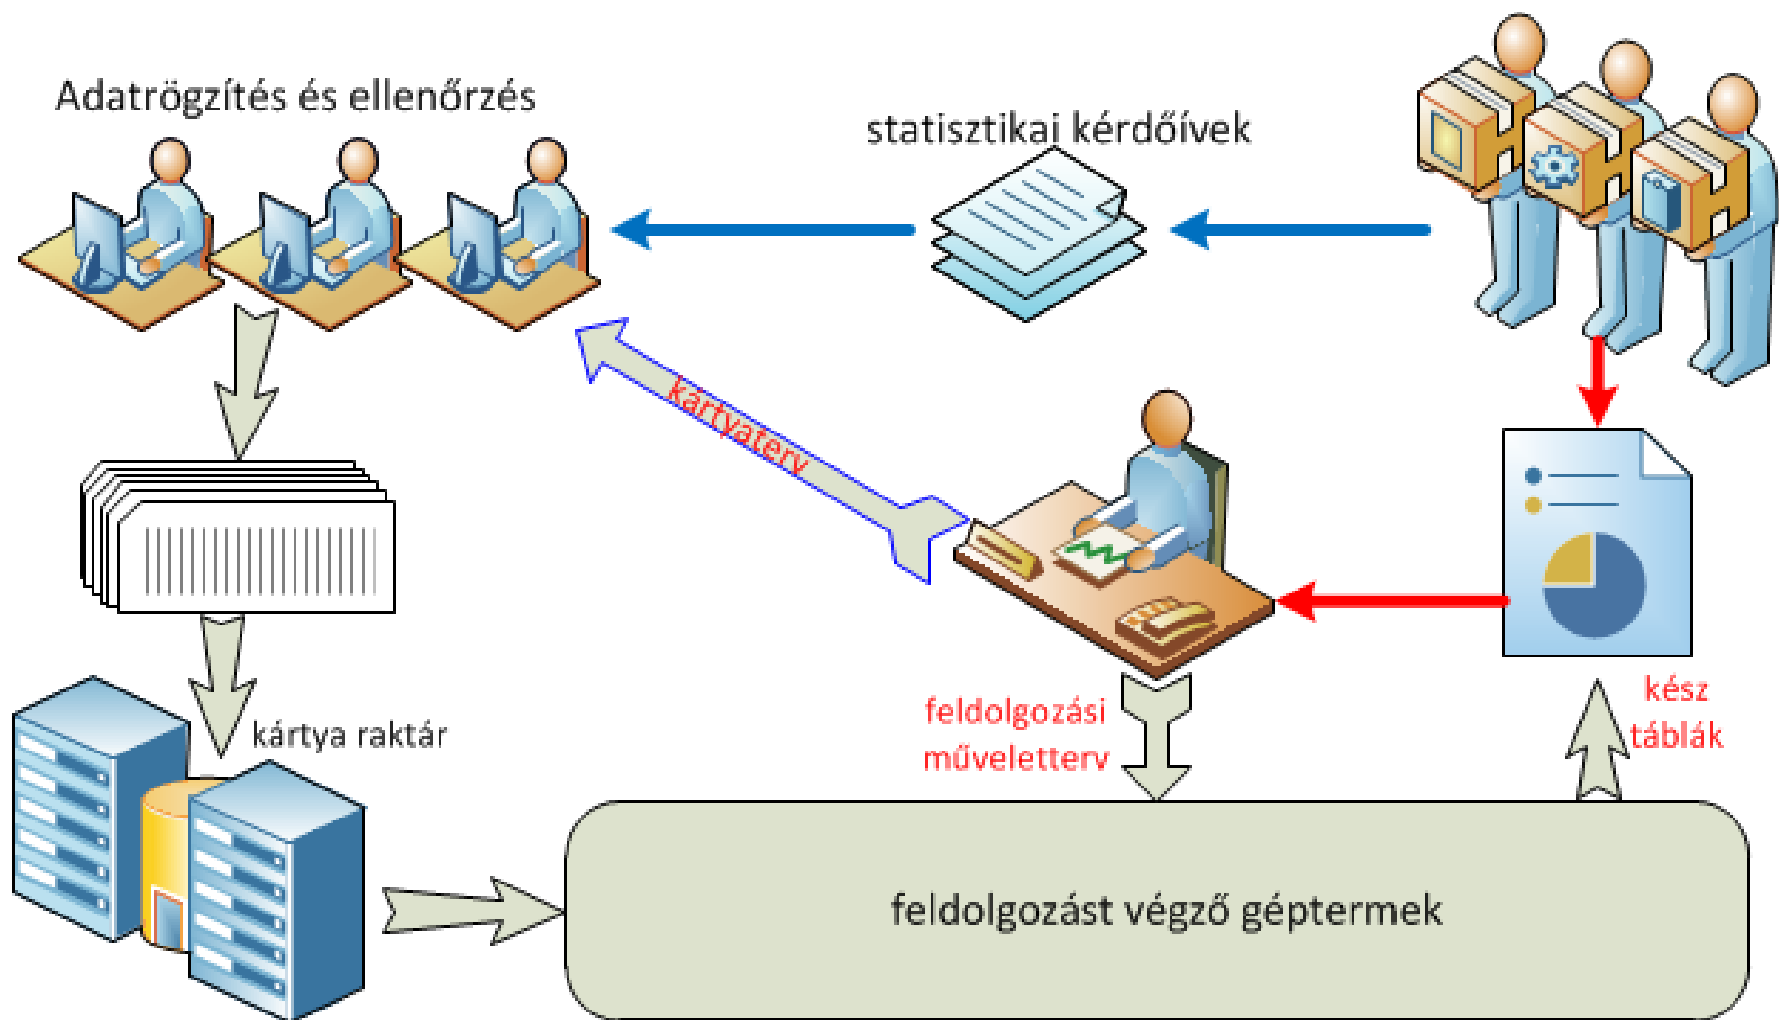 Adatrögzítés és ellenőrzés
statisztikai kérdőívek
kártyaterv
kártya raktár
feldolgozási
műveletterv
kész
táblák
feldolgozást végző géptermek